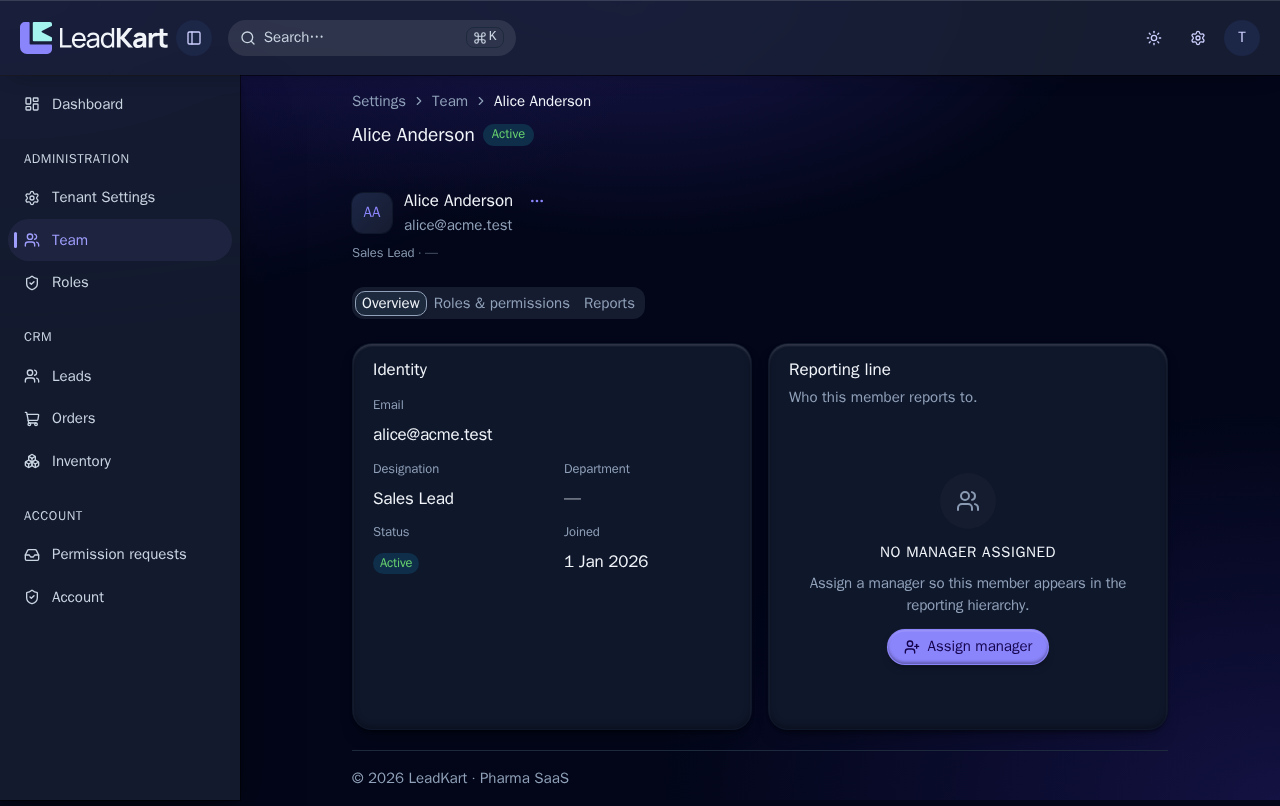 LeadKart
Search…
⌘K
T
Dashboard
ADMINISTRATION
Tenant Settings
Team
Roles
CRM
Leads
Orders
Inventory
ACCOUNT
Permission requests
Account
Settings > Team > Alice Anderson
Alice Anderson Active
AA
Alice Anderson ···
alice@acme.test
Sales Lead · —
Overview Roles & permissions Reports
Identity
Email
alice@acme.test
Designation Department
Sales Lead —
Status Joined
Active 1 Jan 2026
Reporting line
Who this member reports to.
NO MANAGER ASSIGNED
Assign a manager so this member appears in the
reporting hierarchy.
Assign manager
© 2026 LeadKart · Pharma SaaS